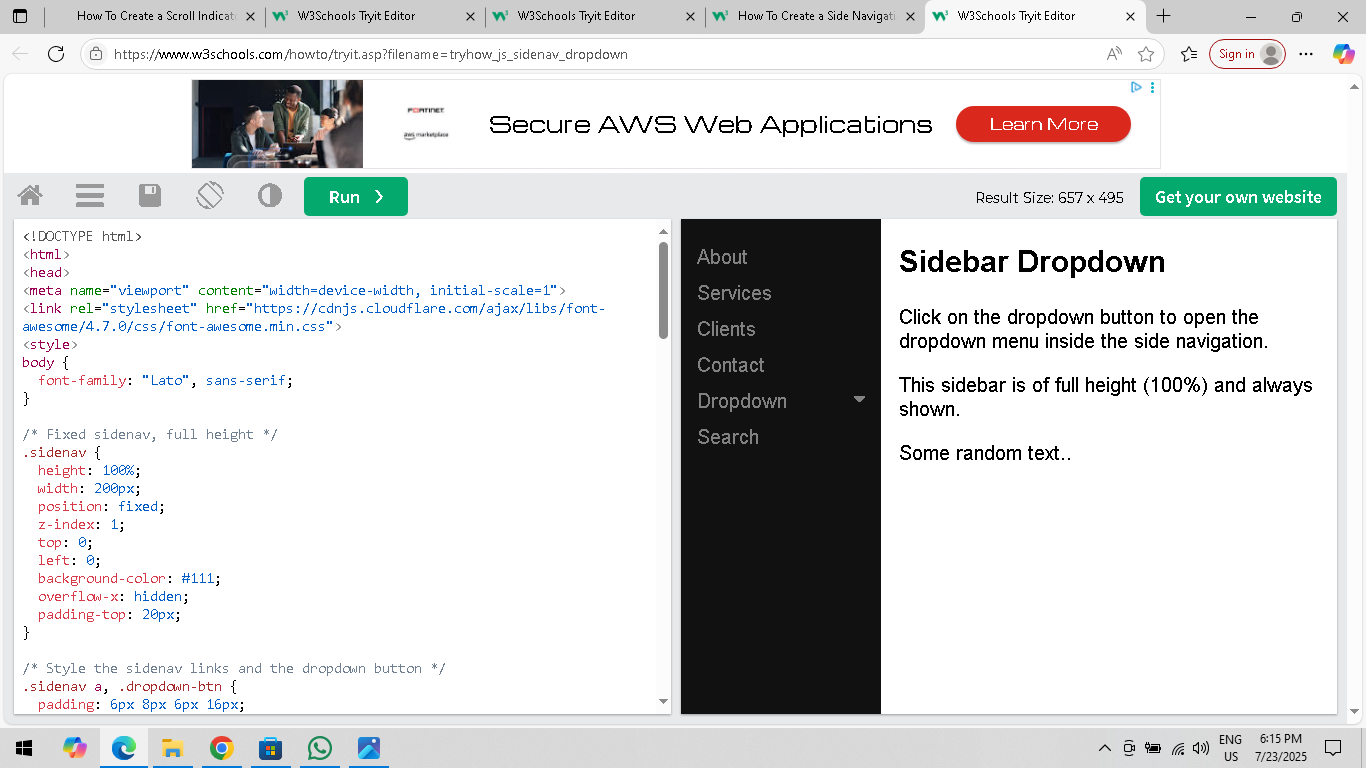 How To Create a Scroll Indicat
W3Schools Tryit Editor
W3Schools Tryit Editor
How To Create a Side Navigati
W3Schools Tryit Editor
https://www.w3schools.com/howto/tryit.asp?filename=tryhow_js_sidenav_dropdown
Sign in
FORTINET
aws marketplace
Secure AWS Web Applications
Learn More
Run ❯
Result Size: 657 x 495
Get your own website
<!DOCTYPE html>
<html>
<head>
<meta name="viewport" content="width=device-width, initial-scale=1">
<link rel="stylesheet" href="https://cdnjs.cloudflare.com/ajax/libs/font-
awesome/4.7.0/css/font-awesome.min.css">
<style>
body {
  font-family: "Lato", sans-serif;
}
/* Fixed sidenav, full height */
.sidenav {
  height: 100%;
  width: 200px;
  position: fixed;
  z-index: 1;
  top: 0;
  left: 0;
  background-color: #111;
  overflow-x: hidden;
  padding-top: 20px;
}
/* Style the sidenav links and the dropdown button */
.sidenav a, .dropdown-btn {
  padding: 6px 8px 6px 16px;
About
Services
Clients
Contact
Dropdown
Search
Sidebar Dropdown
Click on the dropdown button to open the
dropdown menu inside the side navigation.
This sidebar is of full height (100%) and always
shown.
Some random text..
ENG
US
6:15 PM
7/23/2025